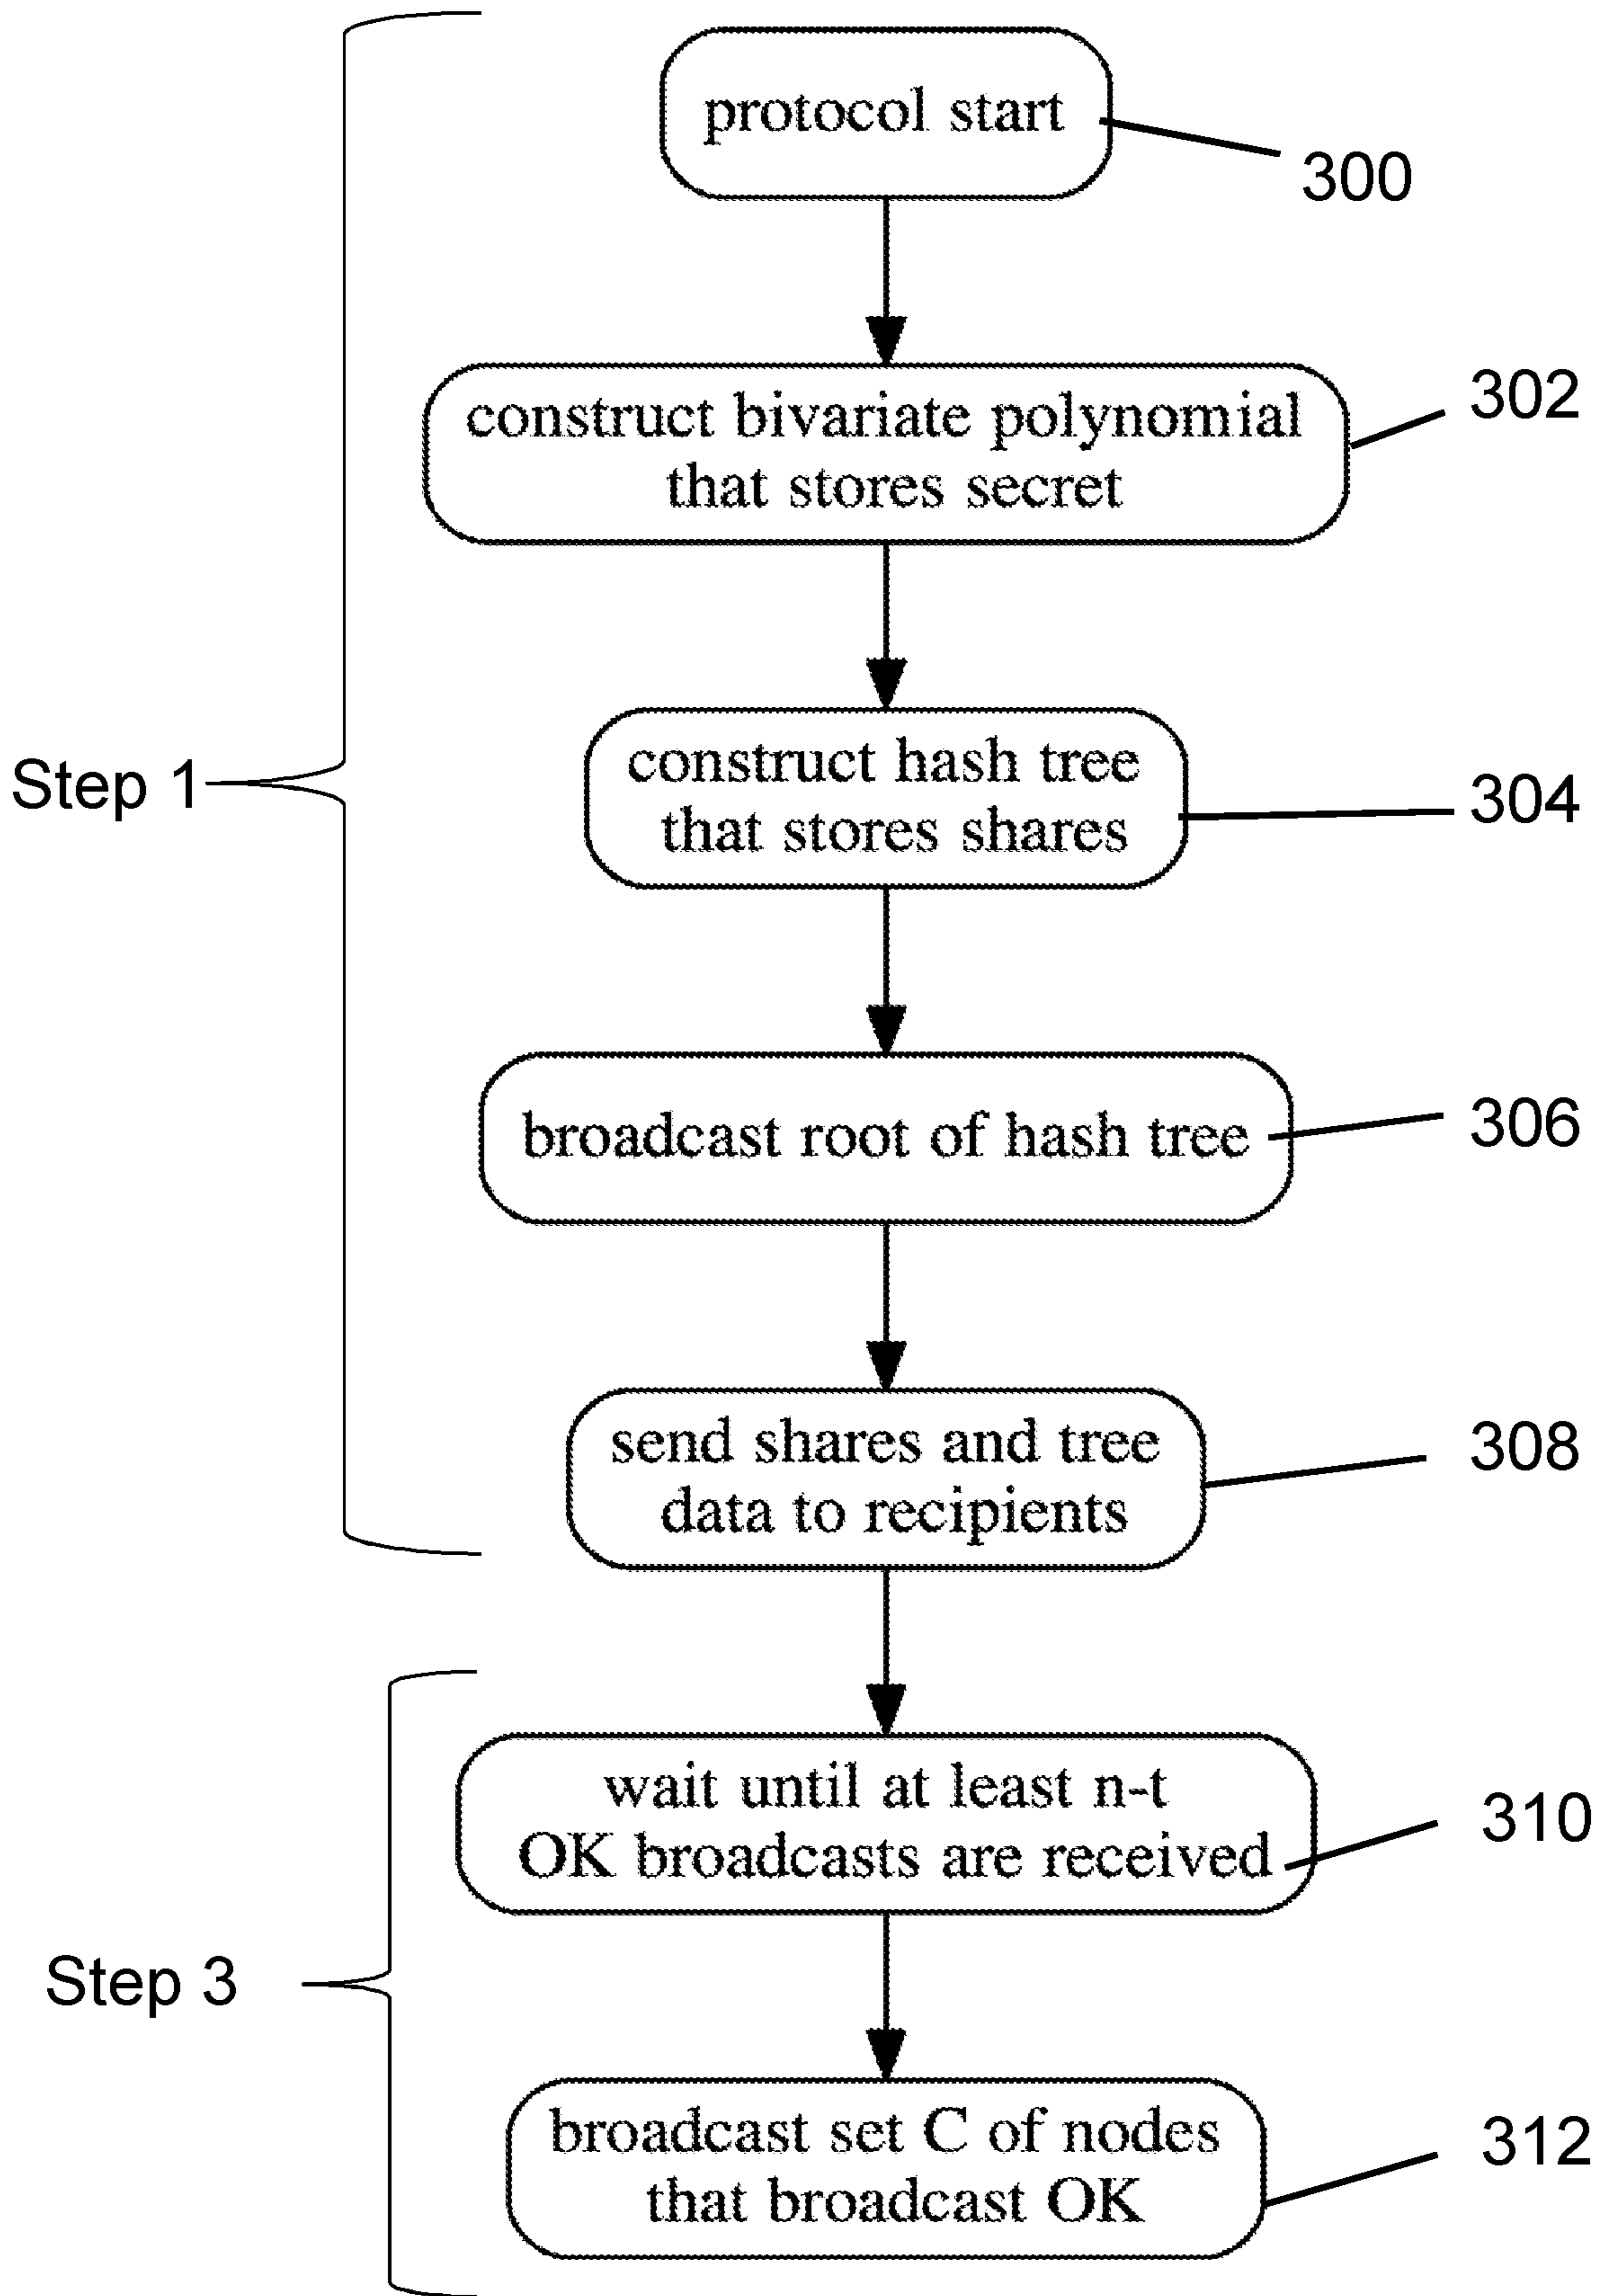 protocol start
300
construct bivariate polynomial
that stores secret
302
Step 1
construct hash tree
that stores shares
304
broadcast root of hash tree
306
send shares and tree
data to recipients
308
wait until at least n-t
OK broadcasts are received
310
Step 3
broadcast set C of nodes
that broadcast OK
312